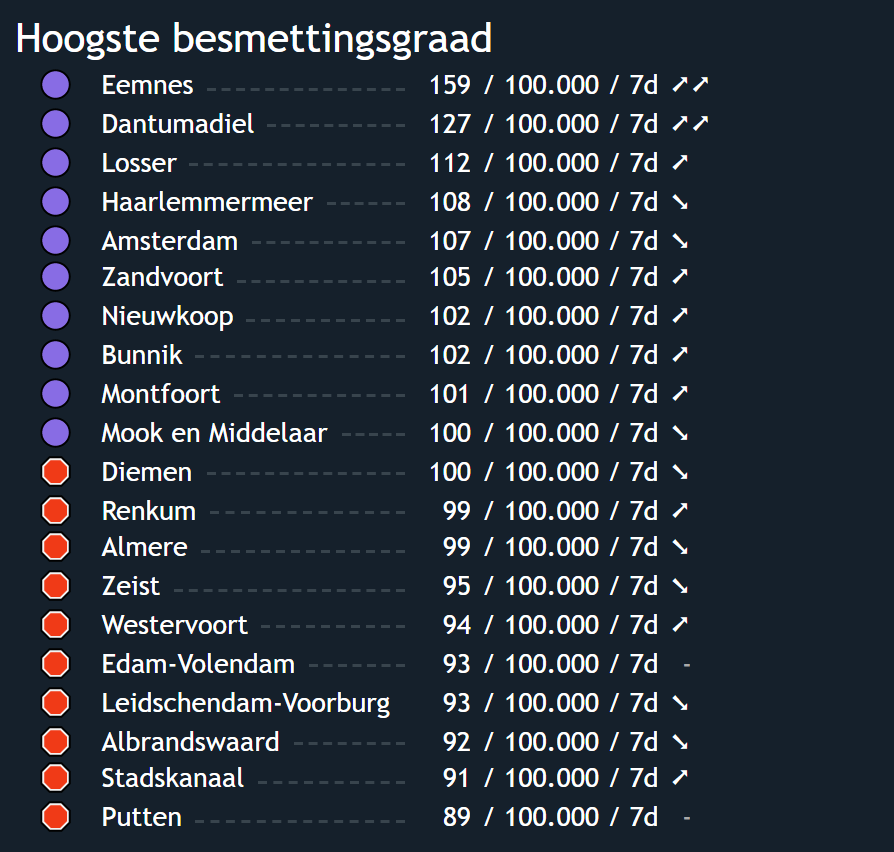 Hoogste besmettingsgraad
Eemnes 159 / 100.000 / 7d ➚➚
Dantumadiel 127 / 100.000 / 7d ➚➚
Losser 112 / 100.000 / 7d ➚
Haarlemmermeer 108 / 100.000 / 7d ➘
Amsterdam 107 / 100.000 / 7d ➘
Zandvoort 105 / 100.000 / 7d ➚
Nieuwkoop 102 / 100.000 / 7d ➚
Bunnik 102 / 100.000 / 7d ➚
Montfoort 101 / 100.000 / 7d ➚
Mook en Middelaar 100 / 100.000 / 7d ➘
Diemen 100 / 100.000 / 7d ➘
Renkum 99 / 100.000 / 7d ➚
Almere 99 / 100.000 / 7d ➘
Zeist 95 / 100.000 / 7d ➘
Westervoort 94 / 100.000 / 7d ➚
Edam-Volendam 93 / 100.000 / 7d -
Leidschendam-Voorburg 93 / 100.000 / 7d ➘
Albrandswaard 92 / 100.000 / 7d ➘
Stadskanaal 91 / 100.000 / 7d ➚
Putten 89 / 100.000 / 7d -